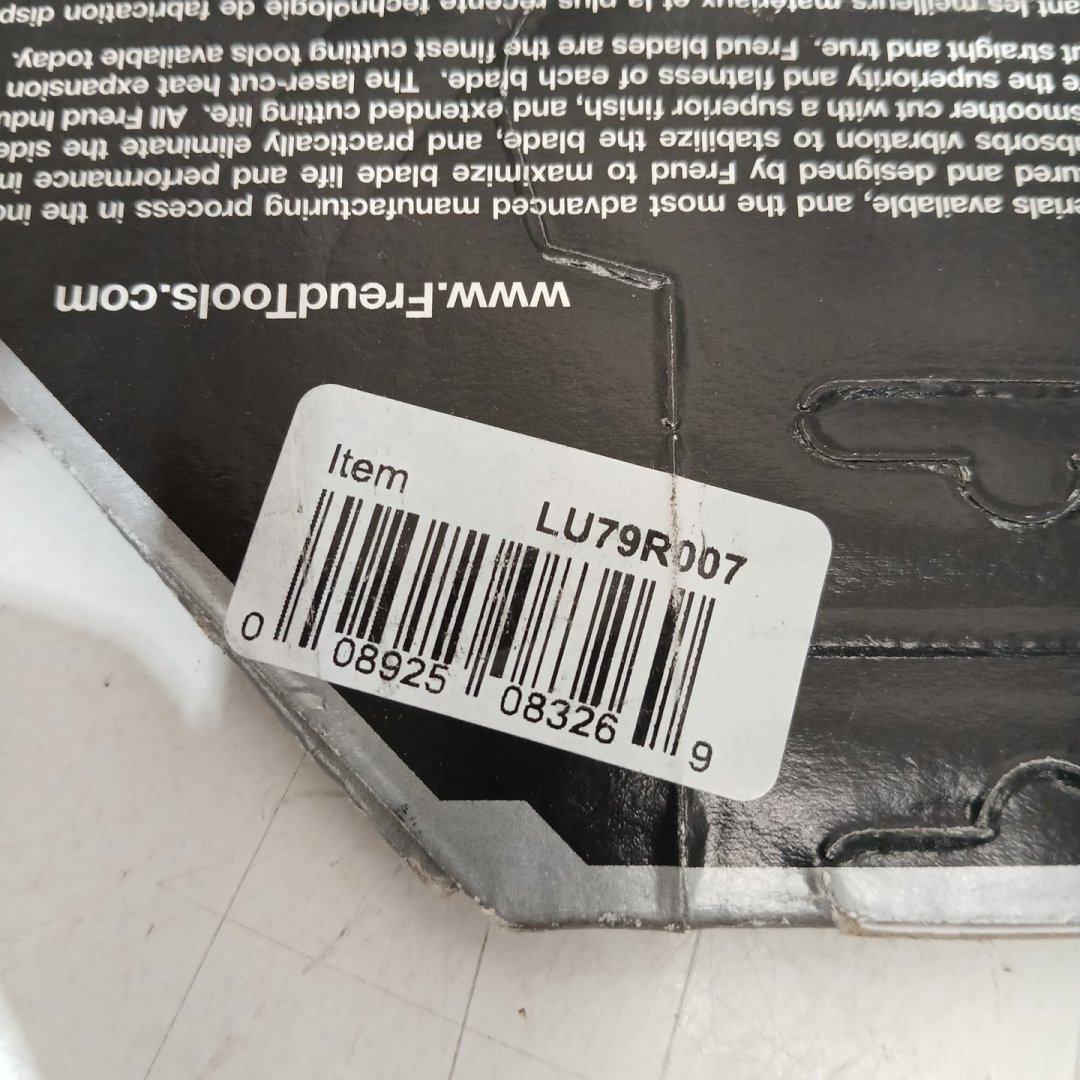 www.FreudTools.com
erials available, and the most advanced manufacturing process in the ind
ured and designed by Freud to maximize blade life and performance in
absorbs vibration to stabilize the blade, and practically eliminate the side
smoother cut with a superior finish, and extended cutting life. All Freud Indu
e the superiority and flatness of each blade. The laser-cut heat expansion
ut straight and true. Freud blades are the finest cutting tools available today.
ant les meilleurs matériaux et la plus récente technologie de fabrication disp
Item
LU79R007
0 08925 08326 9